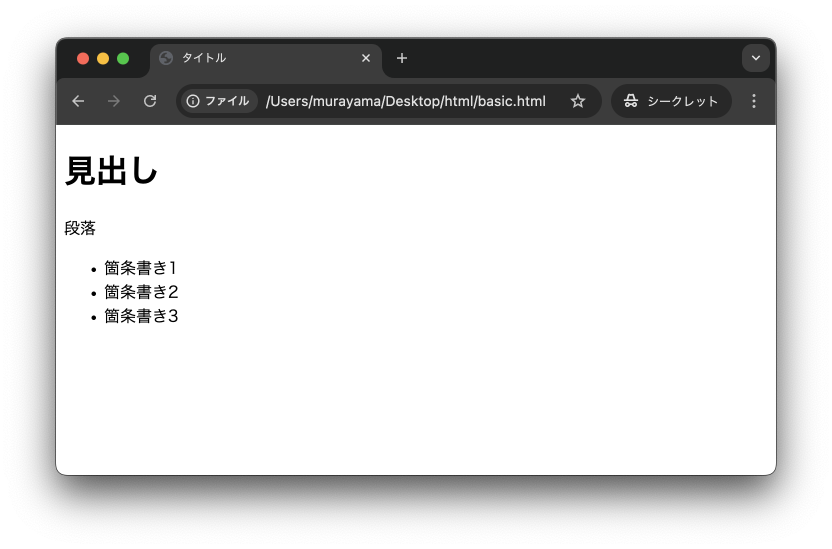 タイトル
ファイル /Users/murayama/Desktop/html/basic.html シークレット
見出し
段落
• 箇条書き1
• 箇条書き2
• 箇条書き3